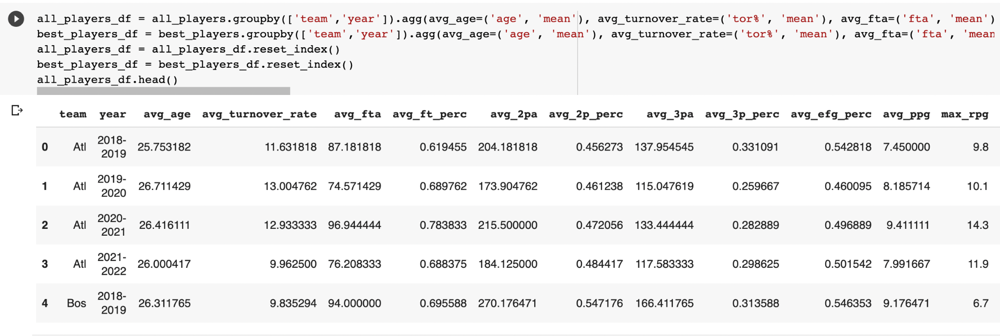 all_players_df = all_players.groupby(['team','year']).agg(avg_age=('age', 'mean'), avg_turnover_rate=('tor%', 'mean'), avg_fta=('fta', 'mean')
best_players_df = best_players.groupby(['team','year']).agg(avg_age=('age', 'mean'), avg_turnover_rate=('tor%', 'mean'), avg_fta=('fta', 'mean
all_players_df = all_players_df.reset_index()
best_players_df = best_players_df.reset_index()
all_players_df.head()
team year avg_age avg_turnover_rate avg_fta avg_ft_perc avg_2pa avg_2p_perc avg_3pa avg_3p_perc avg_efg_perc avg_ppg max_rpg
0 Atl 2018-2019 25.753182 11.631818 87.181818 0.619455 204.181818 0.456273 137.954545 0.331091 0.542818 7.450000 9.8
1 Atl 2019-2020 26.711429 13.004762 74.571429 0.689762 173.904762 0.461238 115.047619 0.259667 0.460095 8.185714 10.1
2 Atl 2020-2021 26.416111 12.933333 96.944444 0.783833 215.500000 0.472056 133.444444 0.282889 0.496889 9.411111 14.3
3 Atl 2021-2022 26.000417 9.962500 76.208333 0.688375 184.125000 0.484417 117.583333 0.298625 0.501542 7.991667 11.9
4 Bos 2018-2019 26.311765 9.835294 94.000000 0.695588 270.176471 0.547176 166.411765 0.313588 0.546353 9.176471 6.7